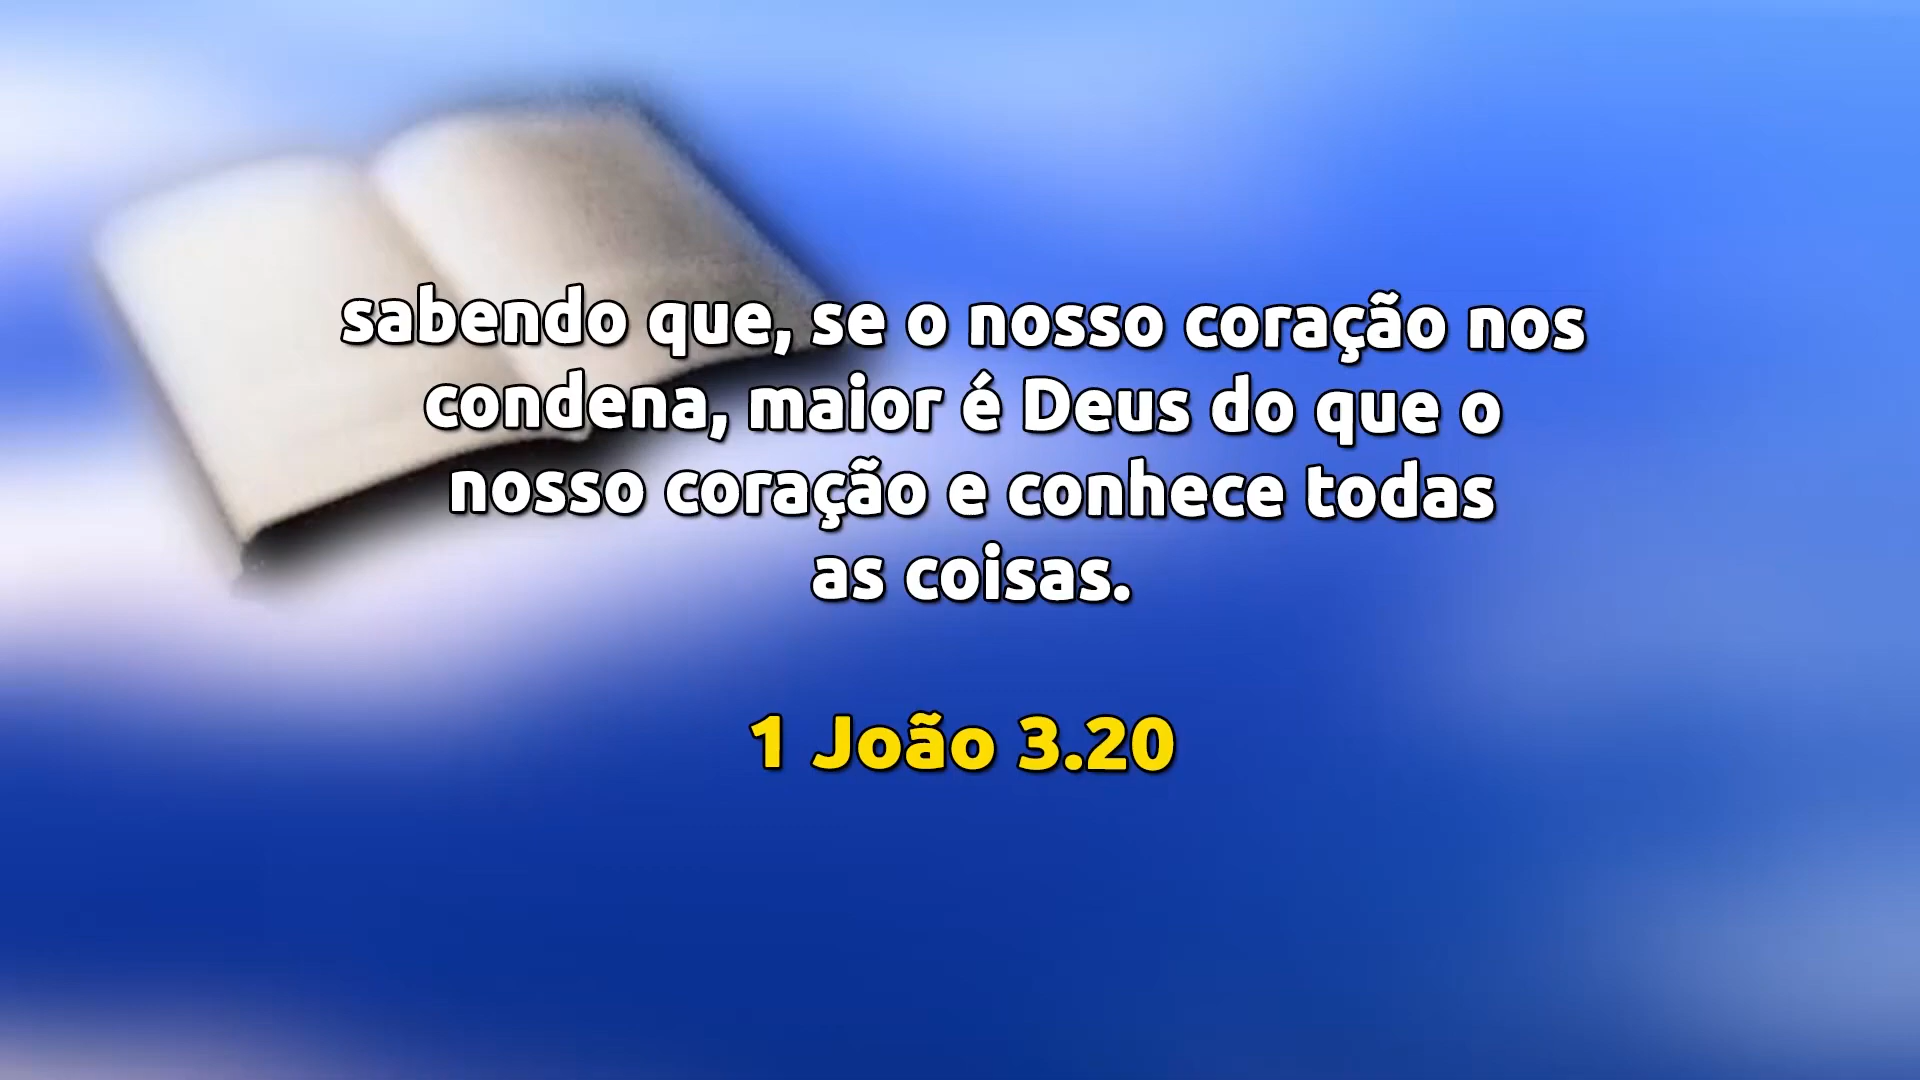 sabendo que, se o nosso coração nos
condena, maior é Deus do que o
nosso coração e conhece todas
as coisas.
1 João 3.20